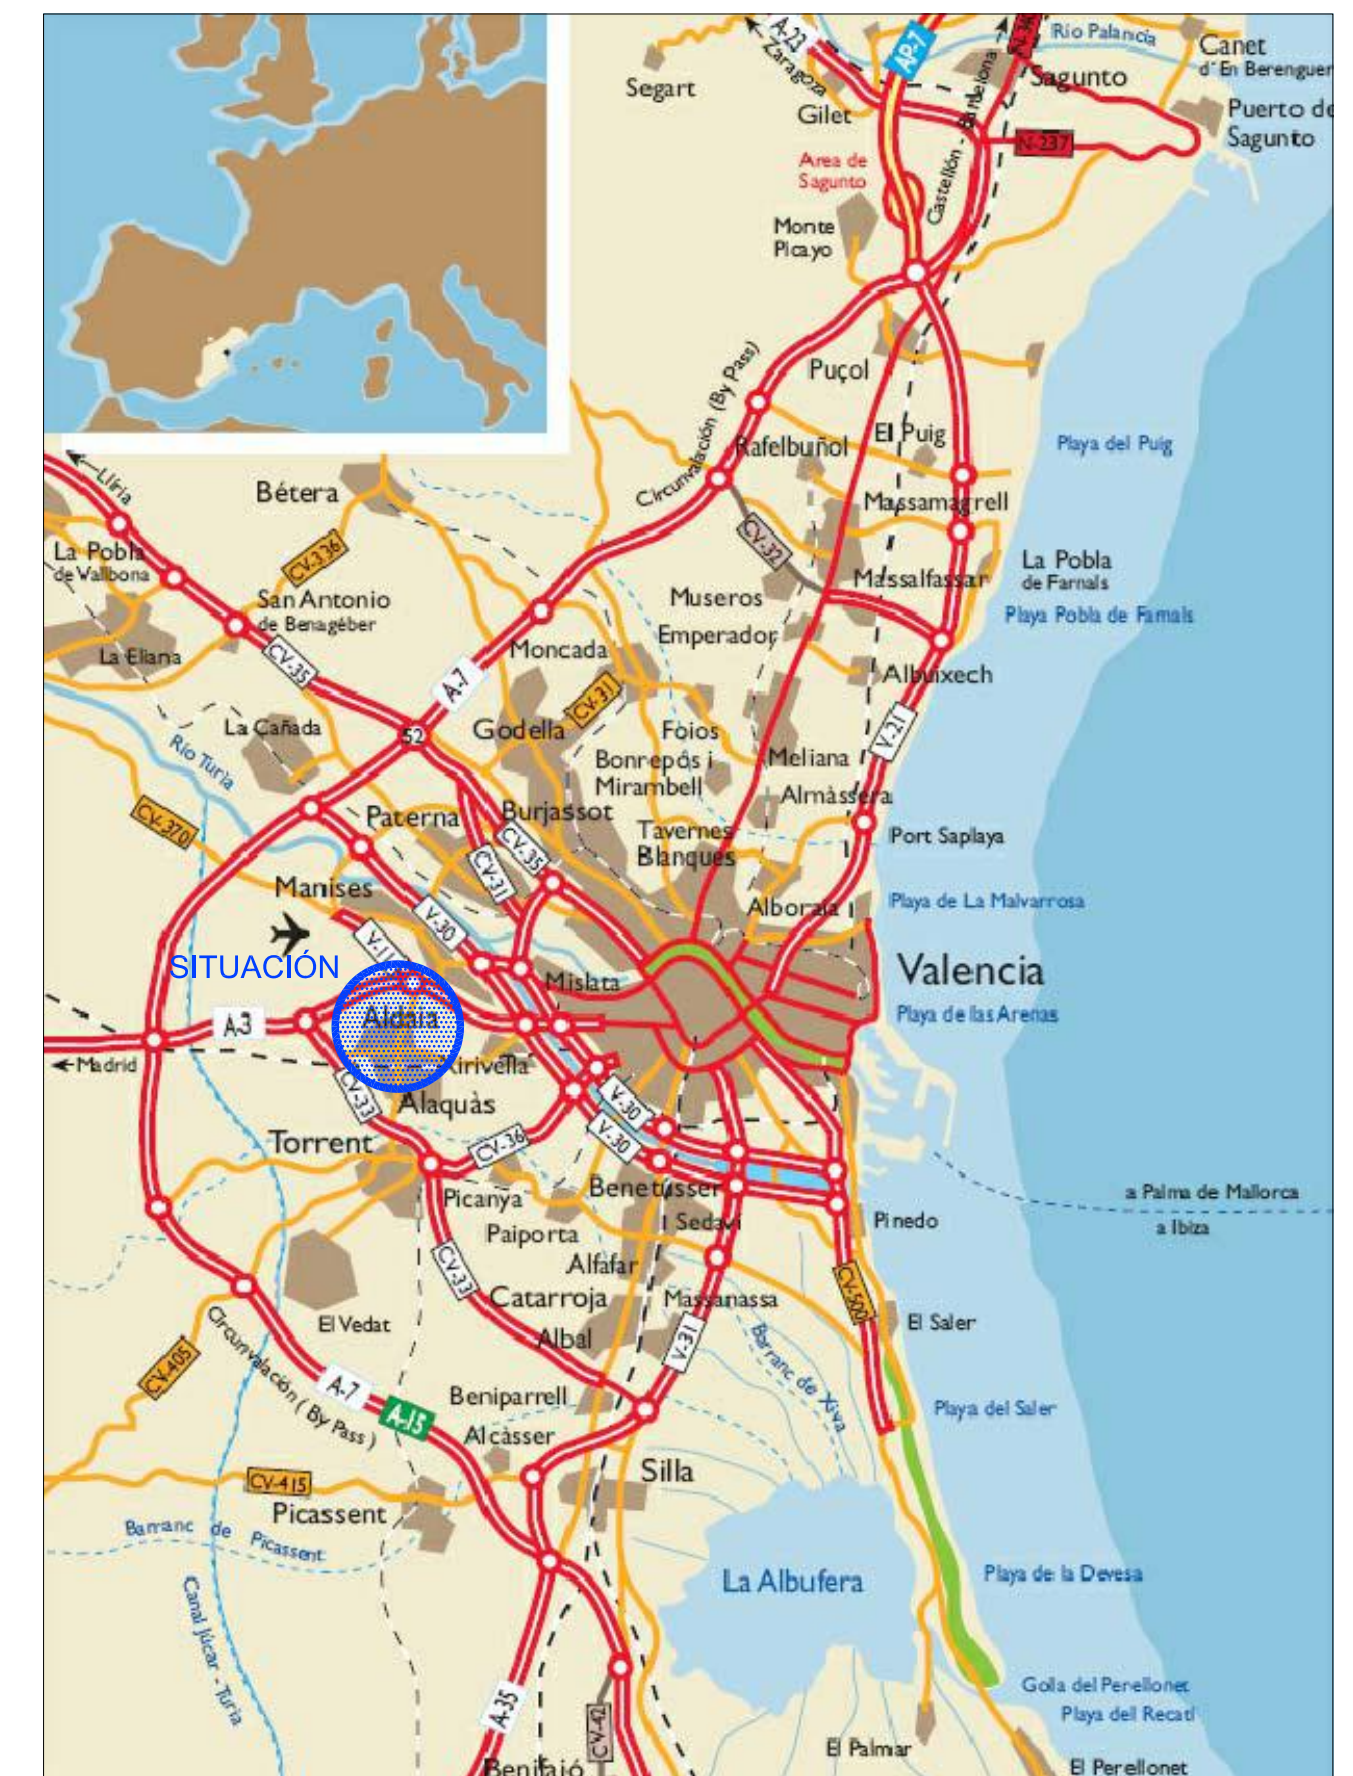 A-23
Zaragoza
AP-7
N-340
Río Palancia
Canet
d´En Berenguer
Segart
Sagunto
Gilet
Puerto de
Sagunto
N-237
Area de
Sagunto
Castellón - Barcelona
Monte
Picayo
Puçol
Circunvalación (By Pass)
Rafelbuñol
El Puig
Playa del Puig
Llíria
Bétera
Massamagrell
CV-336
CV-32
La Pobla
de Vallbona
La Pobla
de Farnals
Massalfassar
San Antonio
de Benagéber
Museros
Playa Pobla de Farnals
Emperador
La Eliana
CV-35
Moncada
A-7
Albuixech
CV-31
La Cañada
52
Godella
Foios
V-21
Río Turia
Bonrepós i
Mirambell
Meliana
Almàssera
CV-370
Paterna
Burjassot
Tavernes
Blanques
Port Saplaya
CV-35
CV-31
Manises
V-30
Alboraia
Playa de La Malvarrosa
V-11
SITUACIÓN
Mislata
Valencia
A-3
Aldaia
Playa de las Arenas
Madrid
Xirivella
CV-33
Alaquàs
V-30
V-30
Torrent
CV-36
Picanya
Benetússer
a Palma de Mallorca
a Ibiza
Sedaví
Pinedo
Paiporta
Alfafar
CV-33
CV-500
Catarroja
Massanassa
El Vedat
Albal
V-31
El Saler
CV-405
Circunvalación ( By Pass )
Barranc de Xiva
A-7
A-15
Beniparrell
Playa del Saler
Alcàsser
Silla
CV-415
Picassent
Barranc de Picassent
La Albufera
Playa de la Devesa
Canal Júcar - Turia
A-35
CV-42
Golla del Perellonet
Playa del Recatí
El Palmar
Benifaió
El Perellonet